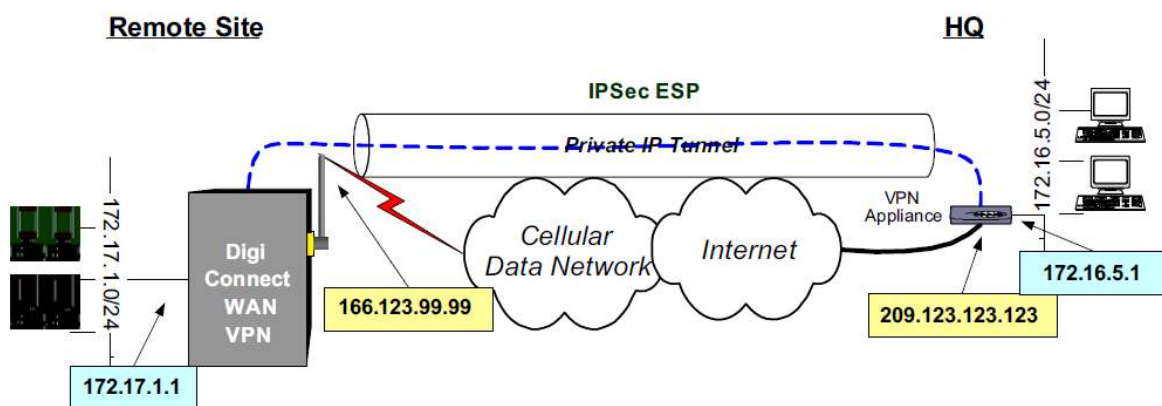 Remote Site
HQ
IPSec ESP
Private IP Tunnel
172.16.5.0/24
VPN
Appliance
172.17.1.0/24
Digi
Connect
WAN
VPN
Cellular
Data Network
Internet
166.123.99.99
172.16.5.1
209.123.123.123
172.17.1.1